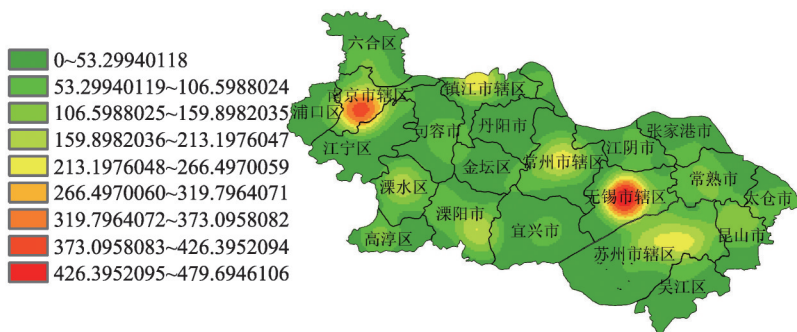 0~53.29940118
53.29940119~106.5988024
106.5988025~159.8982035
159.8982036~213.1976047
213.1976048~266.4970059
266.4970060~319.7964071
319.7964072~373.0958082
373.0958083~426.3952094
426.3952095~479.6946106
六合区
南京市辖区
镇江市辖区
浦口区
句容市
丹阳市
江宁区
金坛区
常州市辖区
江阴市
张家港市
溧水区
无锡市辖区
常熟市
太仓市
高淳区
溧阳市
宜兴市
昆山市
苏州市辖区
吴江区